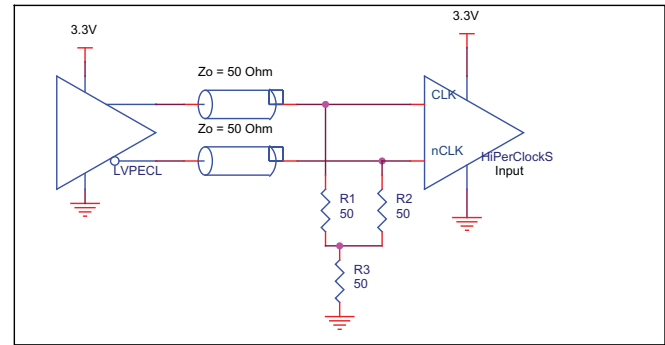 3.3V
3.3V
Zo = 50 Ohm
CLK
Zo = 50 Ohm
nCLK
LVPECL
HiPerClockS
Input
R1
50
R2
50
R3
50